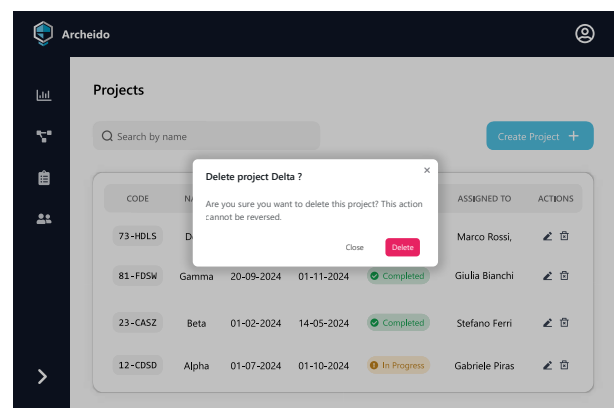 Archeido
Projects
Search by name
Create Project
Delete project Delta ?
Are you sure you want to delete this project? This action
cannot be reversed.
Close
Delete
CODE ASSIGNED TO ACTIONS
73-HDLS Marco Rossi,
81-FDSW Gamma 20-09-2024 01-11-2024 Completed Giulia Bianchi
23-CASZ Beta 01-02-2024 14-05-2024 Completed Stefano Ferri
12-CDSD Alpha 01-07-2024 01-10-2024 In Progress Gabriele Piras